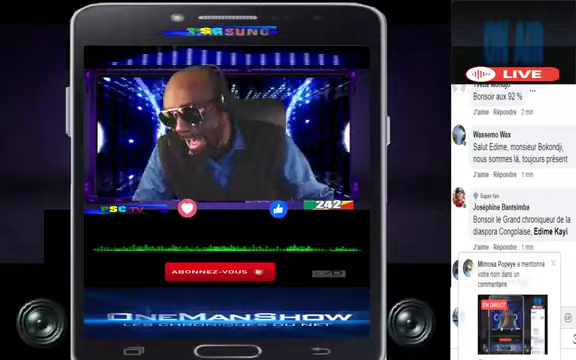 SAMSUNG
PSC TV
242
ABONNEZ-VOUS
ONEMANSHOW
LES CHRONIQUES DU NET
ON AIR
LIVE
Bonsoir aux 92 %
J'aime Répondre 2 min
Wassemo Wax
Salut Edime, monsieur Bokondji,
nous sommes là, toujours présent
J'aime Répondre 1 min
Super fan
Joséphine Bantsimba
Bonsoir le Grand chroniqueur de la
diaspora Congolaise, Edime Kayi
J'aime Répondre 1 min
Mimosa Popeye a mentionné
votre nom dans un
commentaire.
EN DIRECT